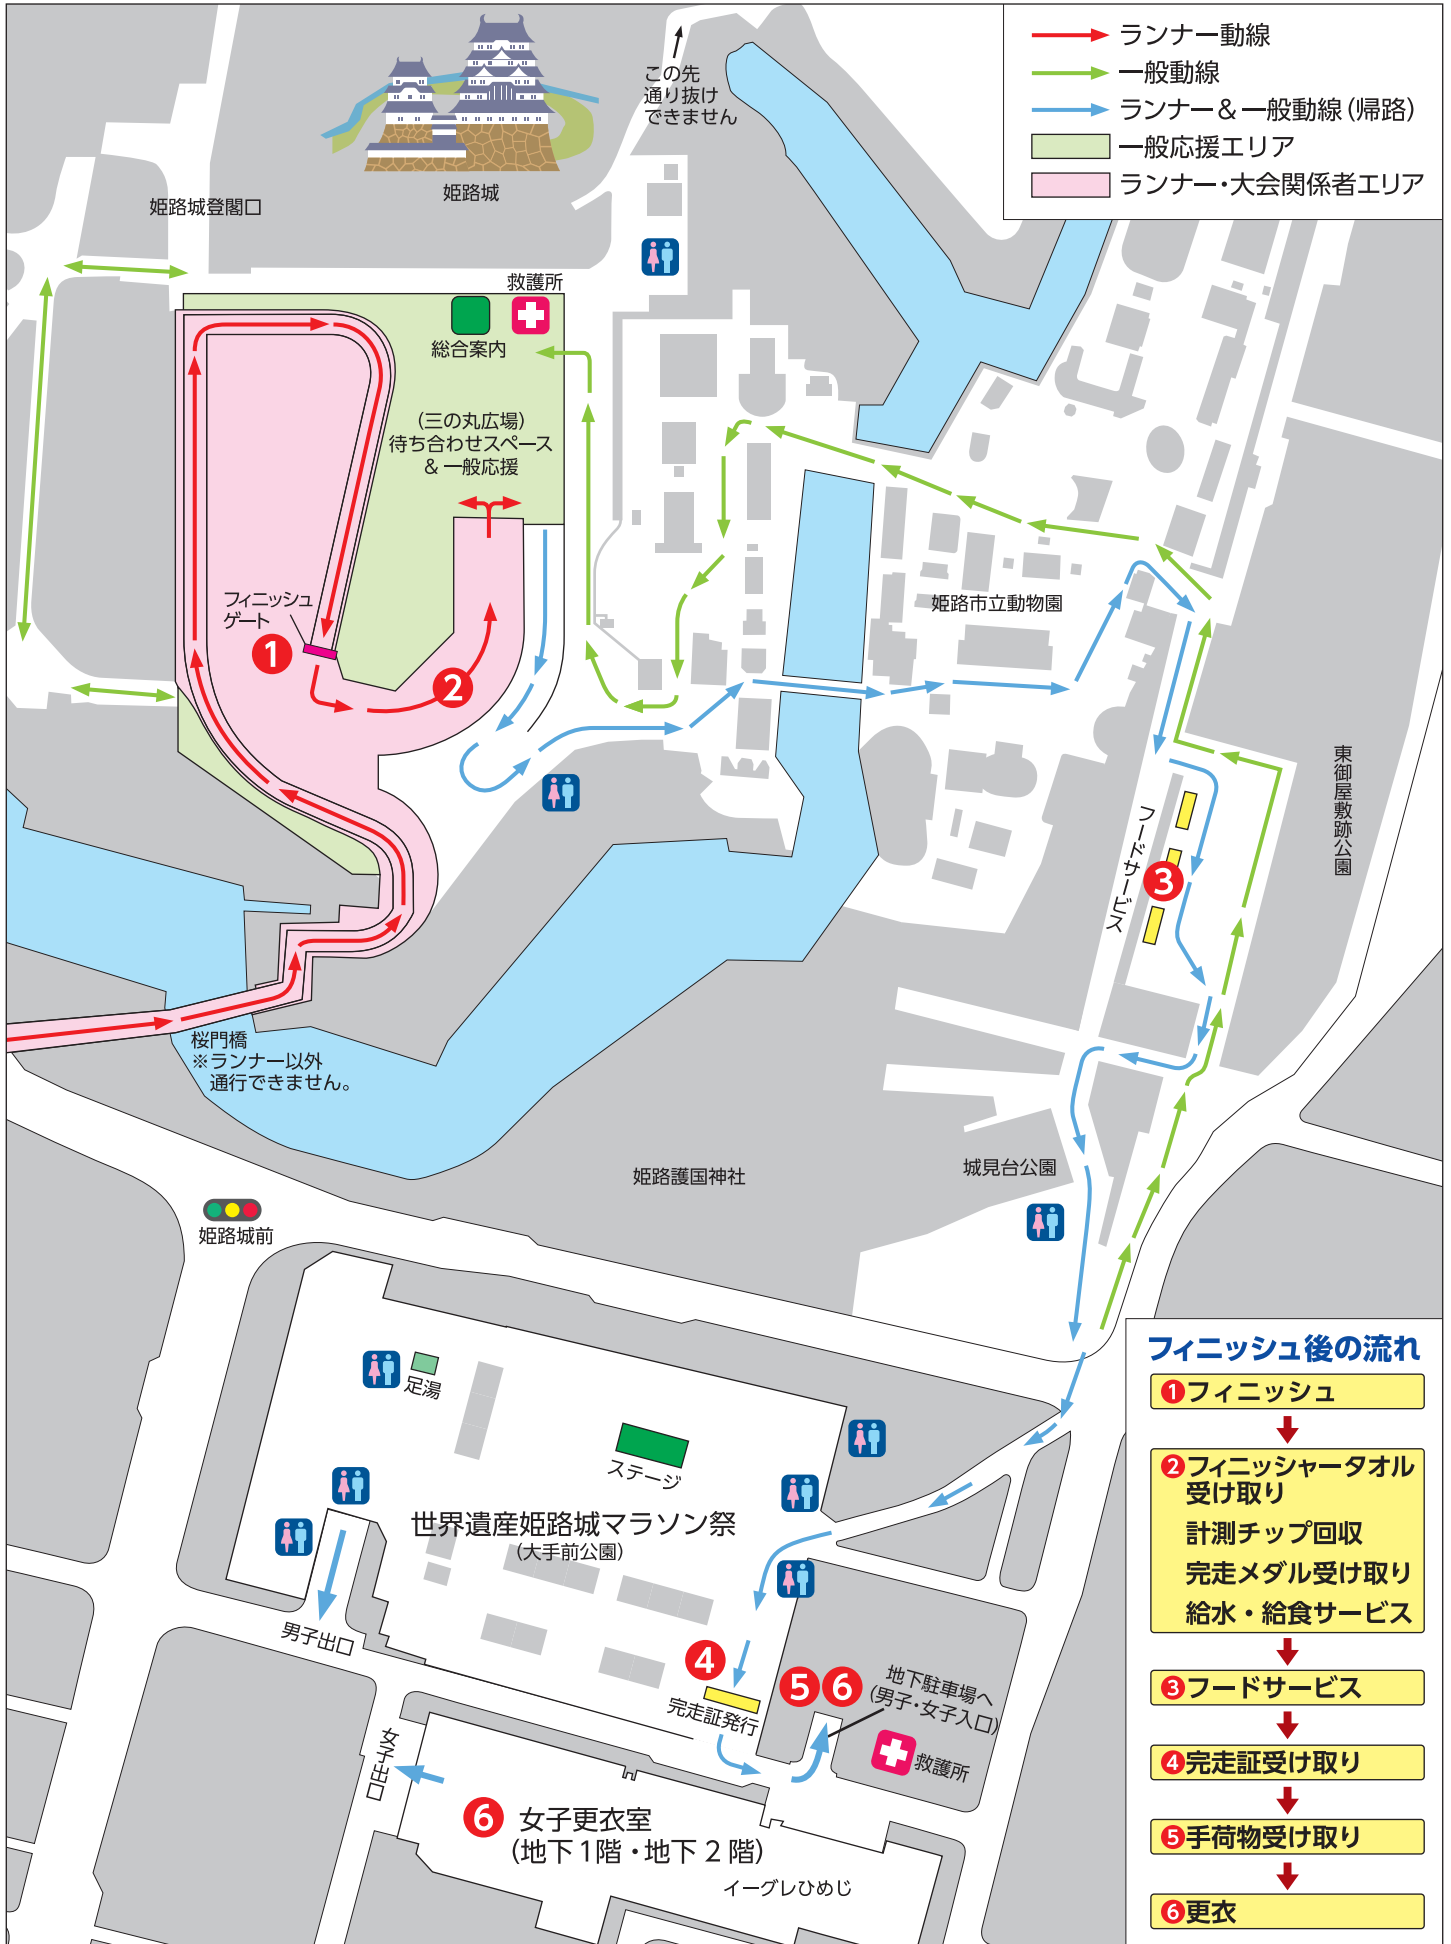 ランナー動線
一般動線
ランナー&一般動線(帰路)
一般応援エリア
ランナー・大会関係者エリア
この先
通り抜け
できません
姫路城
姫路城登閣口
救護所
総合案内
(三の丸広場)
待ち合わせスペース
&一般応援
フィニッシュ
ゲート
1
2
姫路市立動物園
東御屋敷跡公園
フードサービス
3
桜門橋
※ランナー以外
通行できません。
姫路護国神社
城見台公園
姫路城前
足湯
ステージ
世界遺産姫路城マラソン祭
(大手前公園)
男子出口
4
完走証発行
5
6
地下駐車場へ
(男子・女子入口)
救護所
女子出口
6
女子更衣室
(地下1階・地下2階)
イーグレひめじ
フィニッシュ後の流れ
1フィニッシュ
2フィニッシャータオル
受け取り
計測チップ回収
完走メダル受け取り
給水・給食サービス
3フードサービス
4完走証受け取り
5手荷物受け取り
6更衣